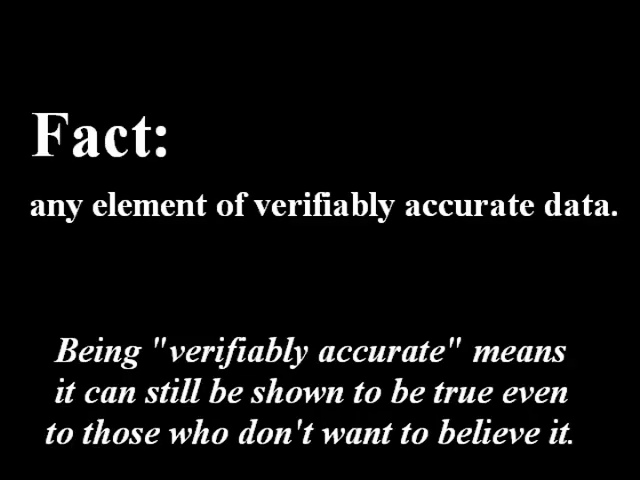 Fact:
any element of verifiably accurate data.
Being "verifiably accurate" means
it can still be shown to be true even
to those who don't want to believe it.